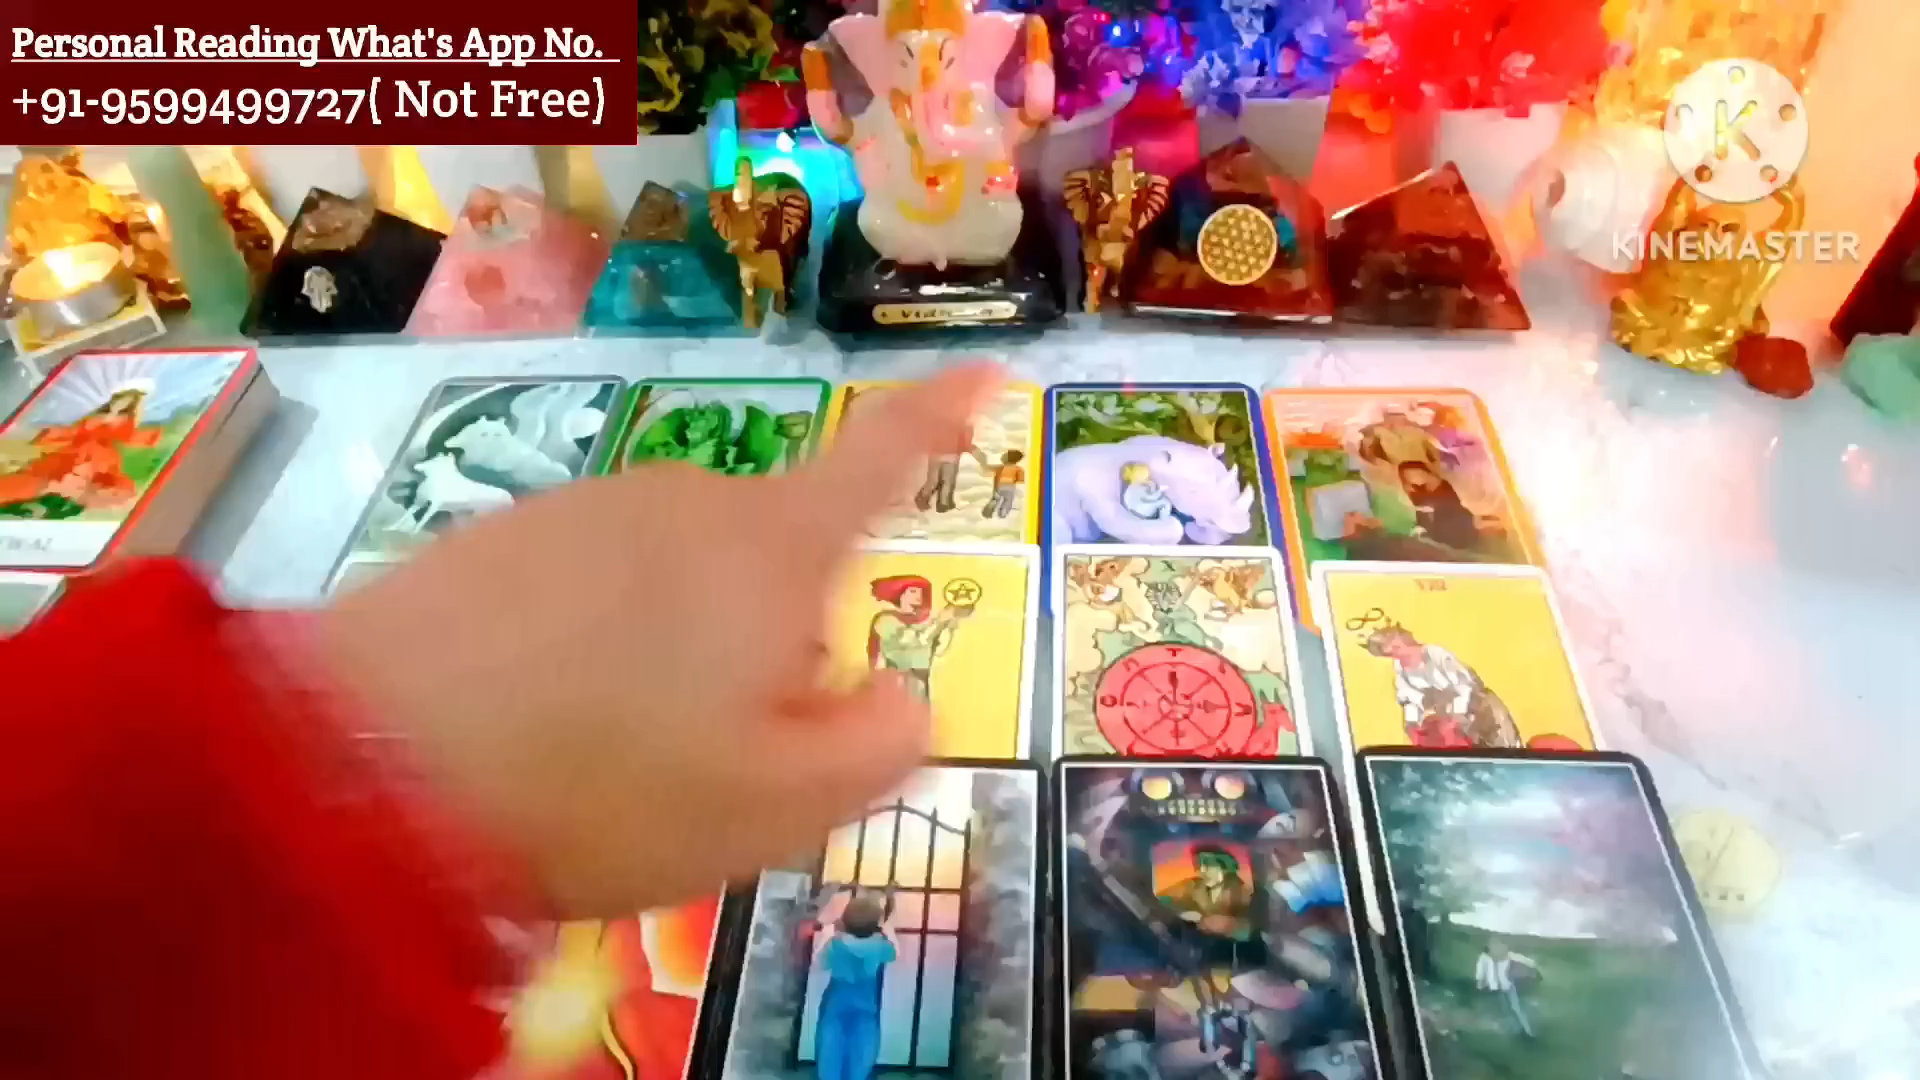 Personal Reading What's App No.
+91-9599499727( Not Free)
K
KINEMASTER
X
VIII